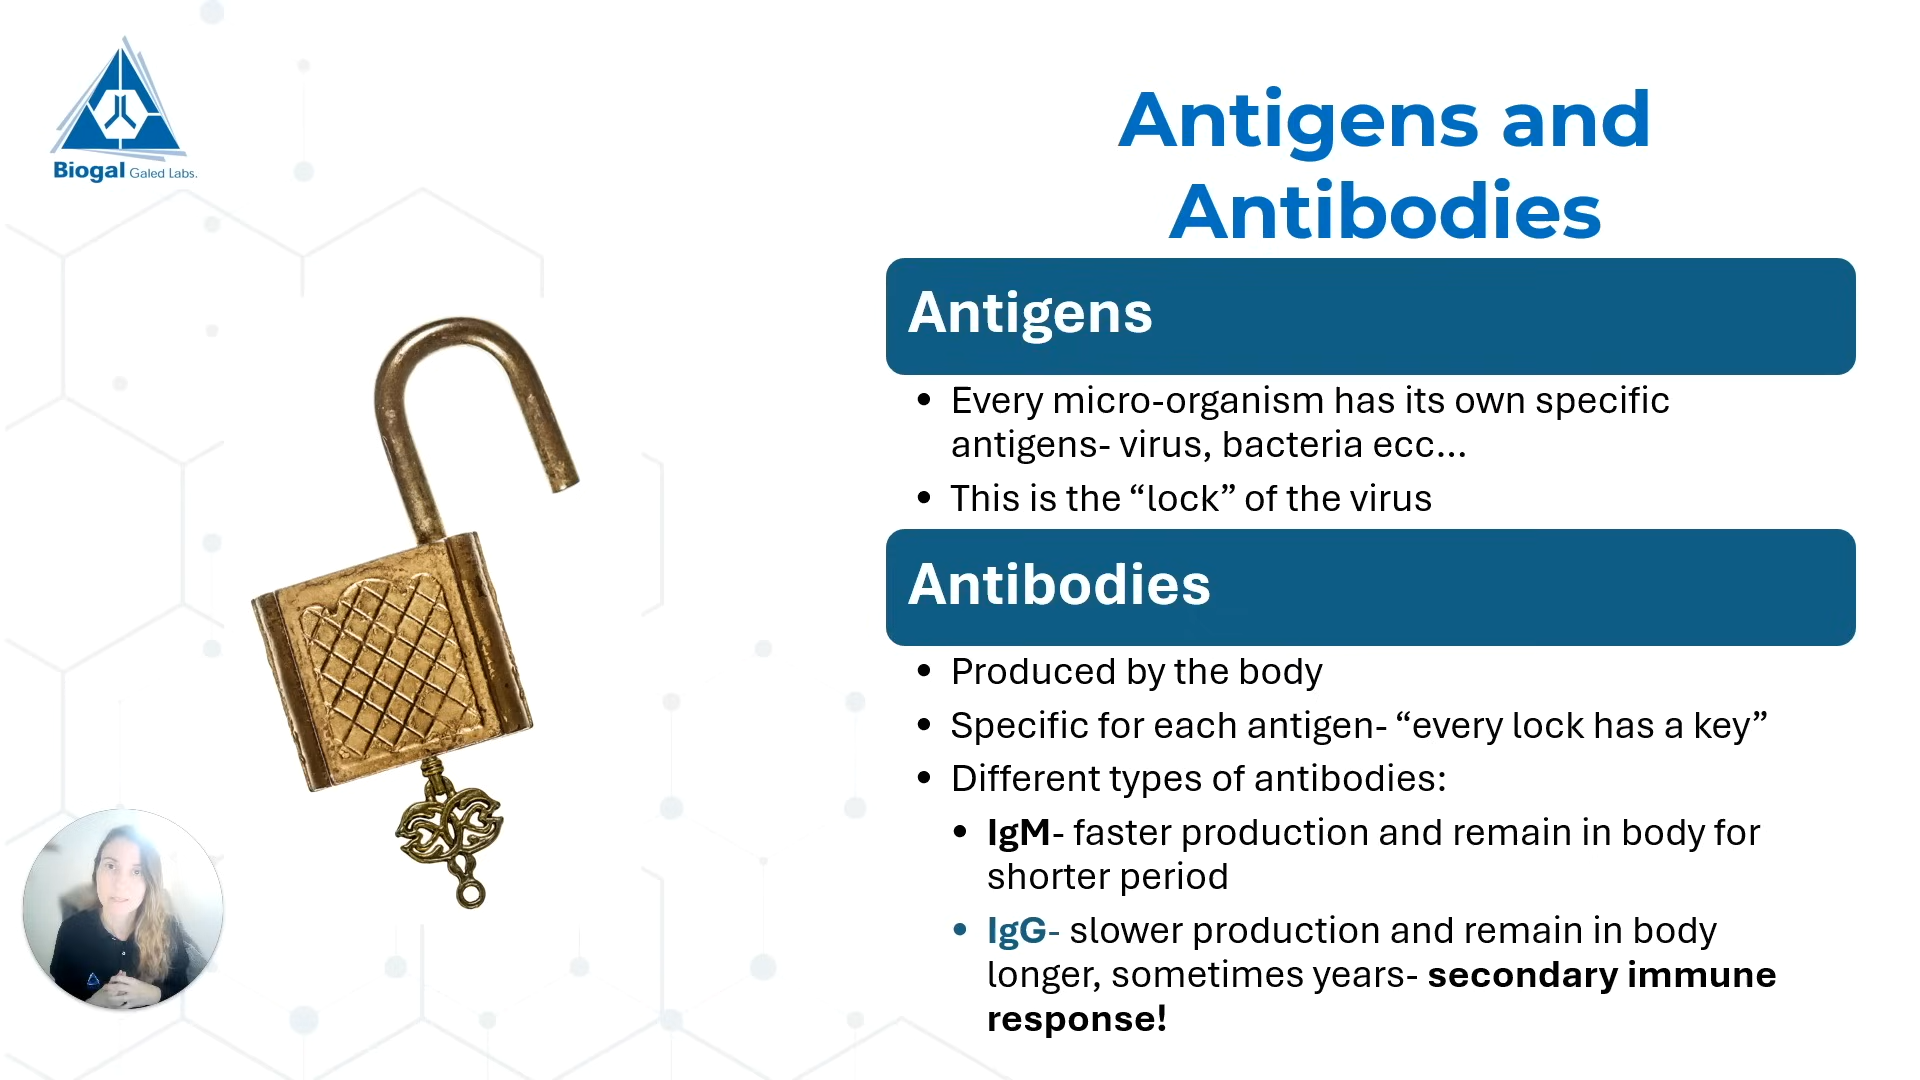 Biogal Galed Labs.
Antigens and
Antibodies
Antigens
• Every micro-organism has its own specific
antigens- virus, bacteria ecc...
• This is the “lock” of the virus
Antibodies
• Produced by the body
• Specific for each antigen- “every lock has a key”
• Different types of antibodies:
• IgM- faster production and remain in body for
shorter period
• IgG- slower production and remain in body
longer, sometimes years- secondary immune
response!